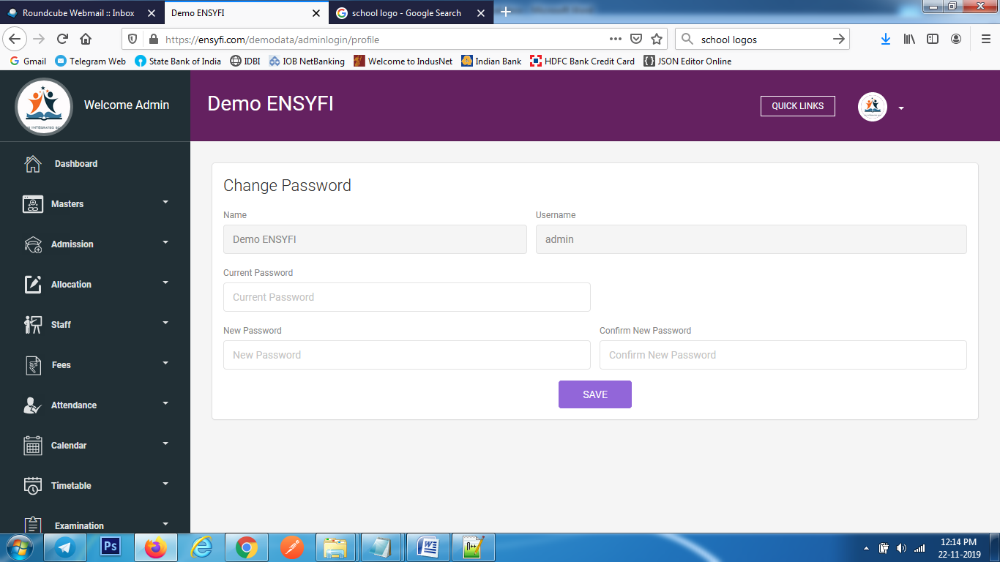 Roundcube Webmail :: Inbox
Demo ENSYFI
school logo - Google Search
https://ensyfi.com/demodata/adminlogin/profile
school logos
Gmail
Telegram Web
State Bank of India
IDBI
IOB NetBanking
Welcome to IndusNet
Indian Bank
HDFC Bank Credit Card
JSON Editor Online
Welcome Admin
Demo ENSYFI
QUICK LINKS
Dashboard
Masters
Admission
Allocation
Staff
Fees
Attendance
Calendar
Timetable
Examination
Change Password
Name
Username
Demo ENSYFI
admin
Current Password
Current Password
New Password
Confirm New Password
New Password
Confirm New Password
SAVE
Ps
12:14 PM
22-11-2019